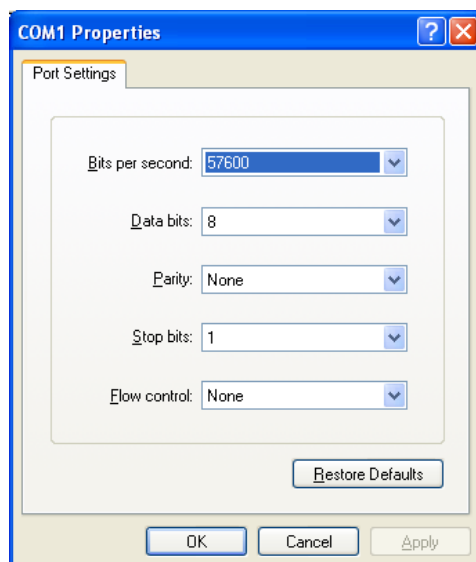 COM1 Properties
Port Settings
Bits per second: 57600
Data bits: 8
Parity: None
Stop bits: 1
Flow control: None
Restore Defaults
OK Cancel Apply